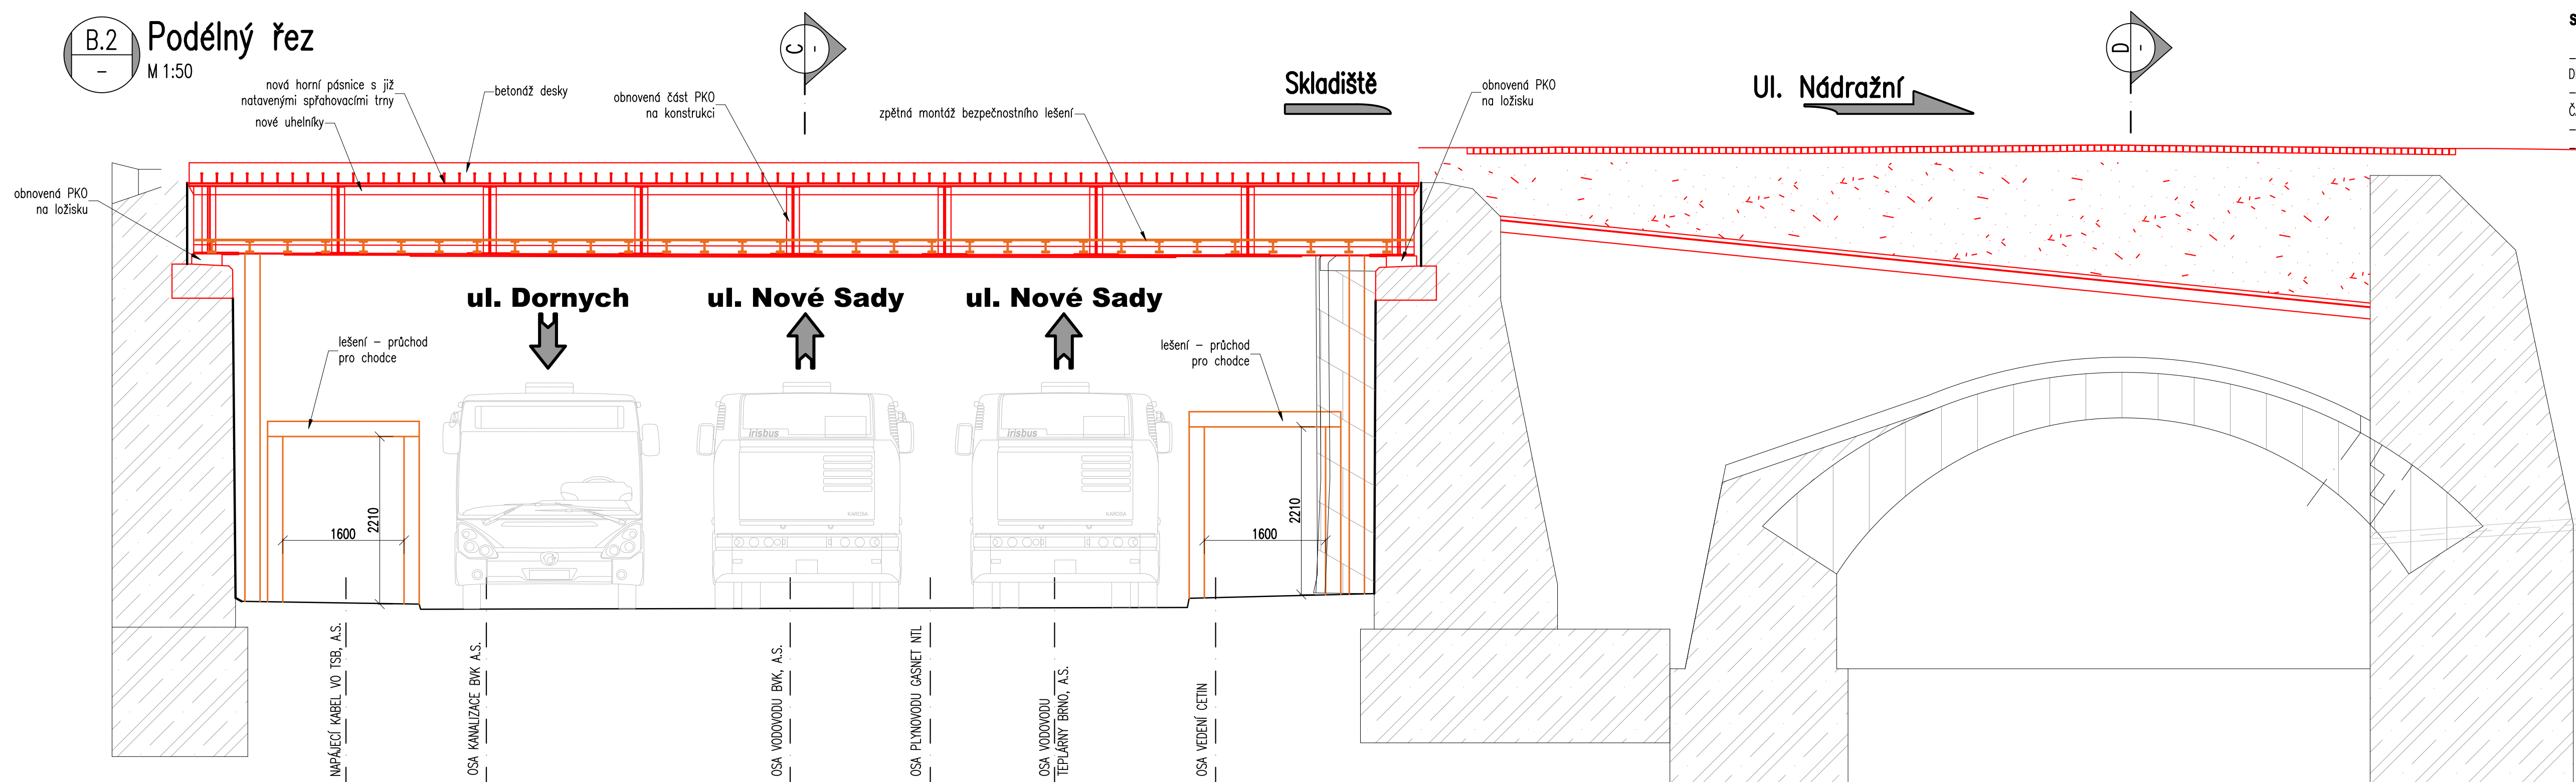 B.2
-
Podélný řez
M 1:50
C
-
D
-
Skladiště
Ul. Nádražní
nová horní pásnice s již
natavenými spřahovacími trny
nové uhelníky
betonáž desky
obnovená část PKO
na konstrukci
zpětná montáž bezpečnostního lešení
obnovená PKO
na ložisku
obnovená PKO
na ložisku
ul. Dornych
ul. Nové Sady
ul. Nové Sady
lešení – průchod
pro chodce
lešení – průchod
pro chodce
irisbus
irisbus
KAROSA
KAROSA
1600
2210
1600
2210
NAPÁJECÍ KABEL VO TSB, A.S.
OSA KANALIZACE BVK A.S.
OSA VODOVODU BVK, A.S.
OSA PLYNOVODU GASNET NTL
OSA VODOVODU
TEPLÁRNY BRNO, A.S.
OSA VEDENÍ CETIN